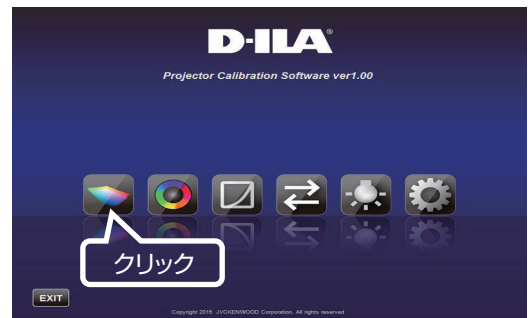 D-ILA®
Projector Calibration Software ver1.00
クリック
EXIT
Copyright 2015 JVCKENWOOD Corporation. All rights reserved